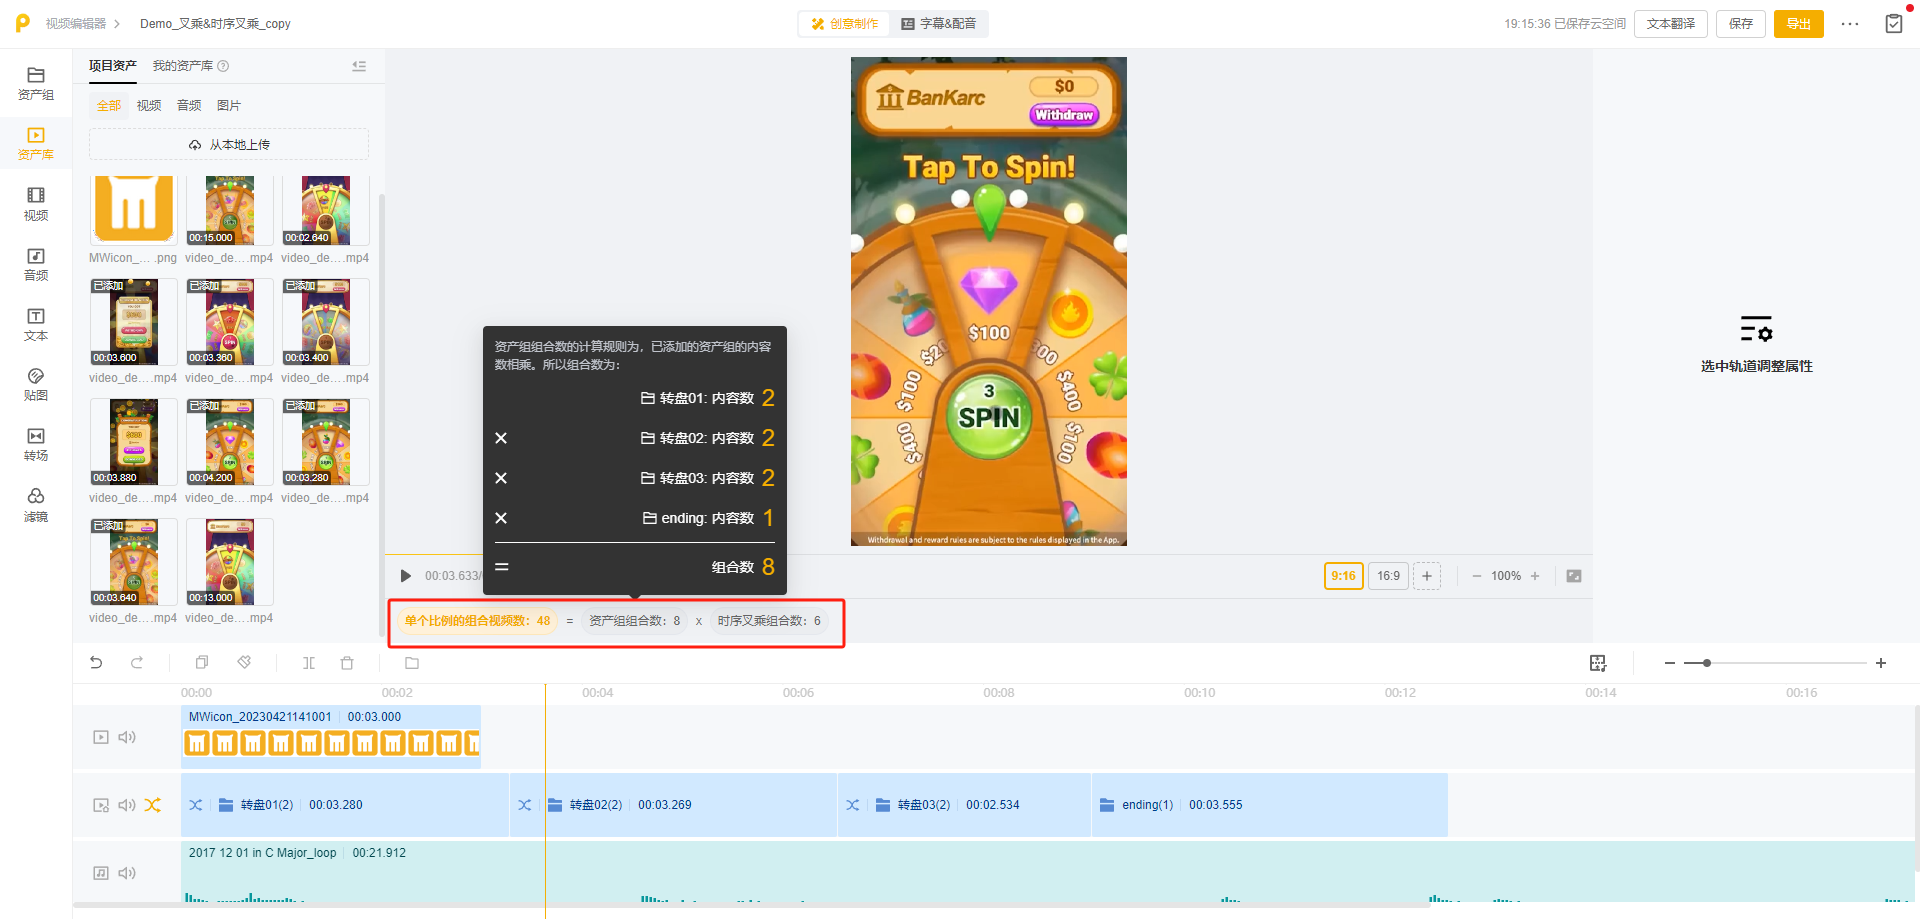 视频编辑器
Demo_叉乘&时序叉乘_copy
创意制作
字幕&配音
19:15:36 已保存云空间
文本翻译
保存
导出
资产组
资产库
视频
音频
文本
贴图
转场
滤镜
项目资产
我的资产库
全部
视频
音频
图片
从本地上传
00:15.000
00:02.640
MWicon_... .png
video_de....mp4
video_de....mp4
已添加
已添加
已添加
00:03.600
00:03.360
00:03.400
video_de....mp4
video_de....mp4
video_de....mp4
已添加
已添加
00:03.880
00:04.200
00:03.280
video_de....mp4
video_de....mp4
video_de....mp4
已添加
00:03.640
00:13.000
video_de....mp4
video_de....mp4
BanKarc
$0
Withdraw
Tap To Spin!
$100
$100
$400
$400
$100
3
SPIN
Withdrawal and reward rules are subject to the rules displayed in the App.
资产组组合数的计算规则为，已添加的资产组的内容
数相乘。所以组合数为：
转盘01: 内容数 2
× 转盘02: 内容数 2
× 转盘03: 内容数 2
× ending: 内容数 1
= 组合数 8
00:03.633/
9:16
16:9
+
− 100% +
单个比例的组合视频数：48 = 资产组组合数：8 x 时序叉乘组合数：6
选中轨道调整属性
00:00
00:02
00:04
00:06
00:08
00:10
00:12
00:14
00:16
MWicon_20230421141001 00:03.000
转盘01(2) 00:03.280
转盘02(2) 00:03.269
转盘03(2) 00:02.534
ending(1) 00:03.555
2017 12 01 in C Major_loop 00:21.912